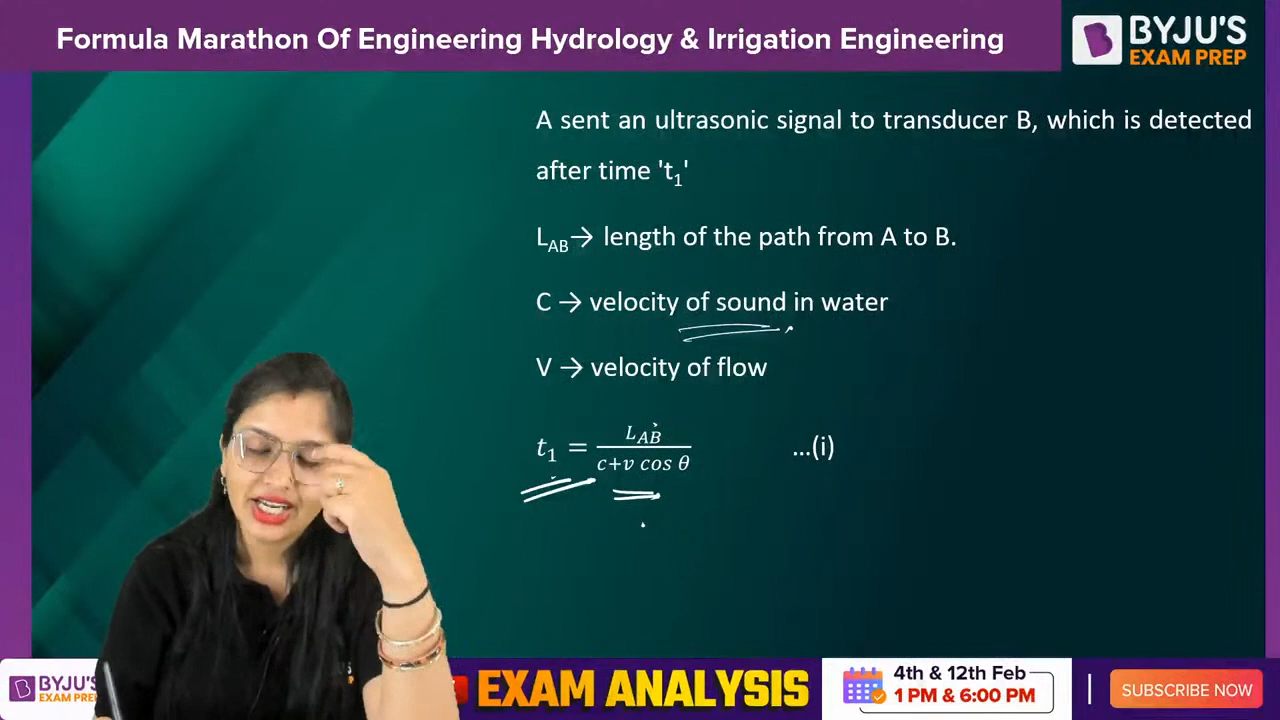 Formula Marathon Of Engineering Hydrology & Irrigation Engineering
BYJU'S
EXAM PREP
A sent an ultrasonic signal to transducer B, which is detected
after time 't₁'
L_AB→ length of the path from A to B.
C → velocity of sound in water
V → velocity of flow
t₁ = L_AB / (c+v cos θ) ...(i)
BYJU'S
EXAM PREP
EXAM ANALYSIS
4th & 12th Feb
1 PM & 6:00 PM
SUBSCRIBE NOW